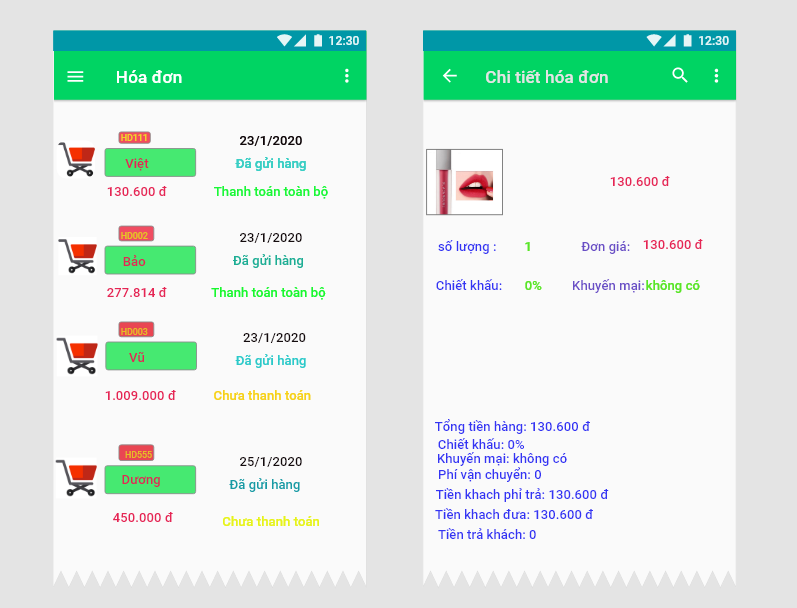 12:30
Hóa đơn
HD111
23/1/2020
Việt
Đã gửi hàng
130.600 đ
Thanh toán toàn bộ
HD002
23/1/2020
Bảo
Đã gửi hàng
277.814 đ
Thanh toán toàn bộ
HD003
23/1/2020
Vũ
Đã gửi hàng
1.009.000 đ
Chưa thanh toán
HD555
25/1/2020
Dương
Đã gửi hàng
450.000 đ
Chưa thanh toán
12:30
Chi tiết hóa đơn
130.600 đ
số lượng : 1 Đơn giá: 130.600 đ
Chiết khấu: 0% Khuyến mại:không có
Tổng tiền hàng: 130.600 đ
Chiết khấu: 0%
Khuyến mại: không có
Phí vận chuyển: 0
Tiền khach phỉ trả: 130.600 đ
Tiền khach đưa: 130.600 đ
Tiền trả khách: 0